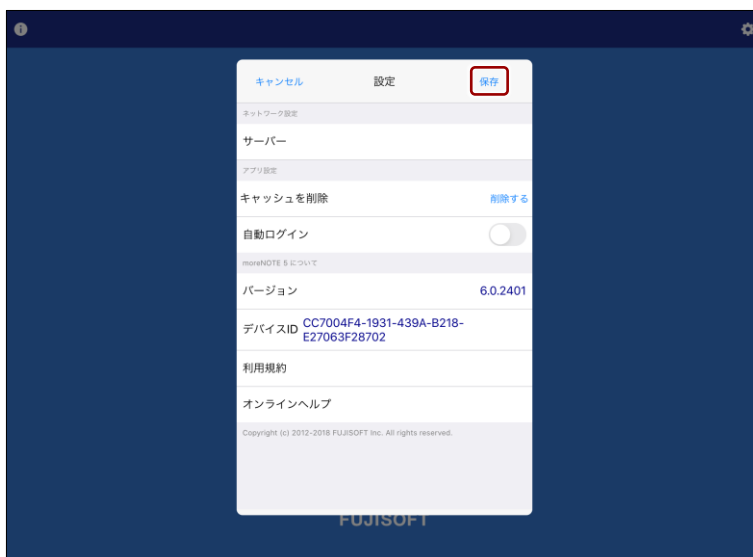 キャンセル 設定 保存
ネットワーク設定
サーバー
アプリ設定
キャッシュを削除 削除する
自動ログイン
moreNOTE 5 について
バージョン 6.0.2401
デバイスID CC7004F4-1931-439A-B218-
E27063F28702
利用規約
オンラインヘルプ
Copyright (c) 2012-2018 FUJISOFT Inc. All rights reserved.
FUJISOFT